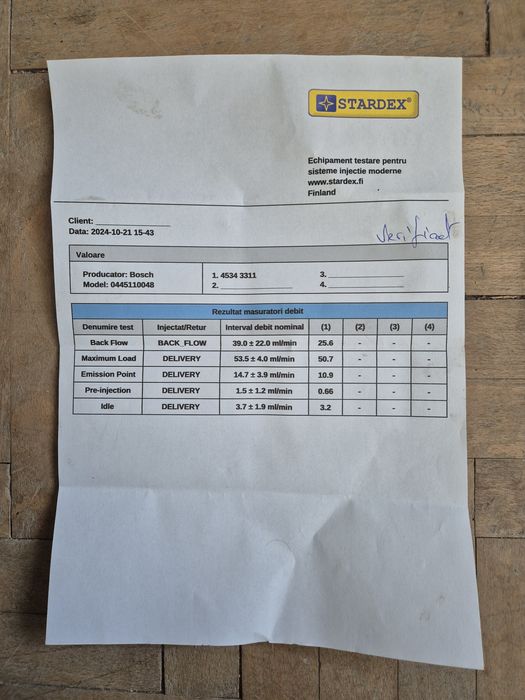 STARDEX®
Echipament testare pentru
sisteme injectie moderne
www.stardex.fi
Finland
Client: ____________
Data: 2024-10-21 15-43
Verificat
Valoare
Producator: Bosch 1. 4534 3311 3. ____________
Model: 0445110048 2. ____________ 4. ____________
Rezultat masuratori debit
Denumire test Injectat/Retur Interval debit nominal (1) (2) (3) (4)
Back Flow BACK_FLOW 39.0 ± 22.0 ml/min 25.6 - - -
Maximum Load DELIVERY 53.5 ± 4.0 ml/min 50.7 - - -
Emission Point DELIVERY 14.7 ± 3.9 ml/min 10.9 - - -
Pre-injection DELIVERY 1.5 ± 1.2 ml/min 0.66 - - -
Idle DELIVERY 3.7 ± 1.9 ml/min 3.2 - - -